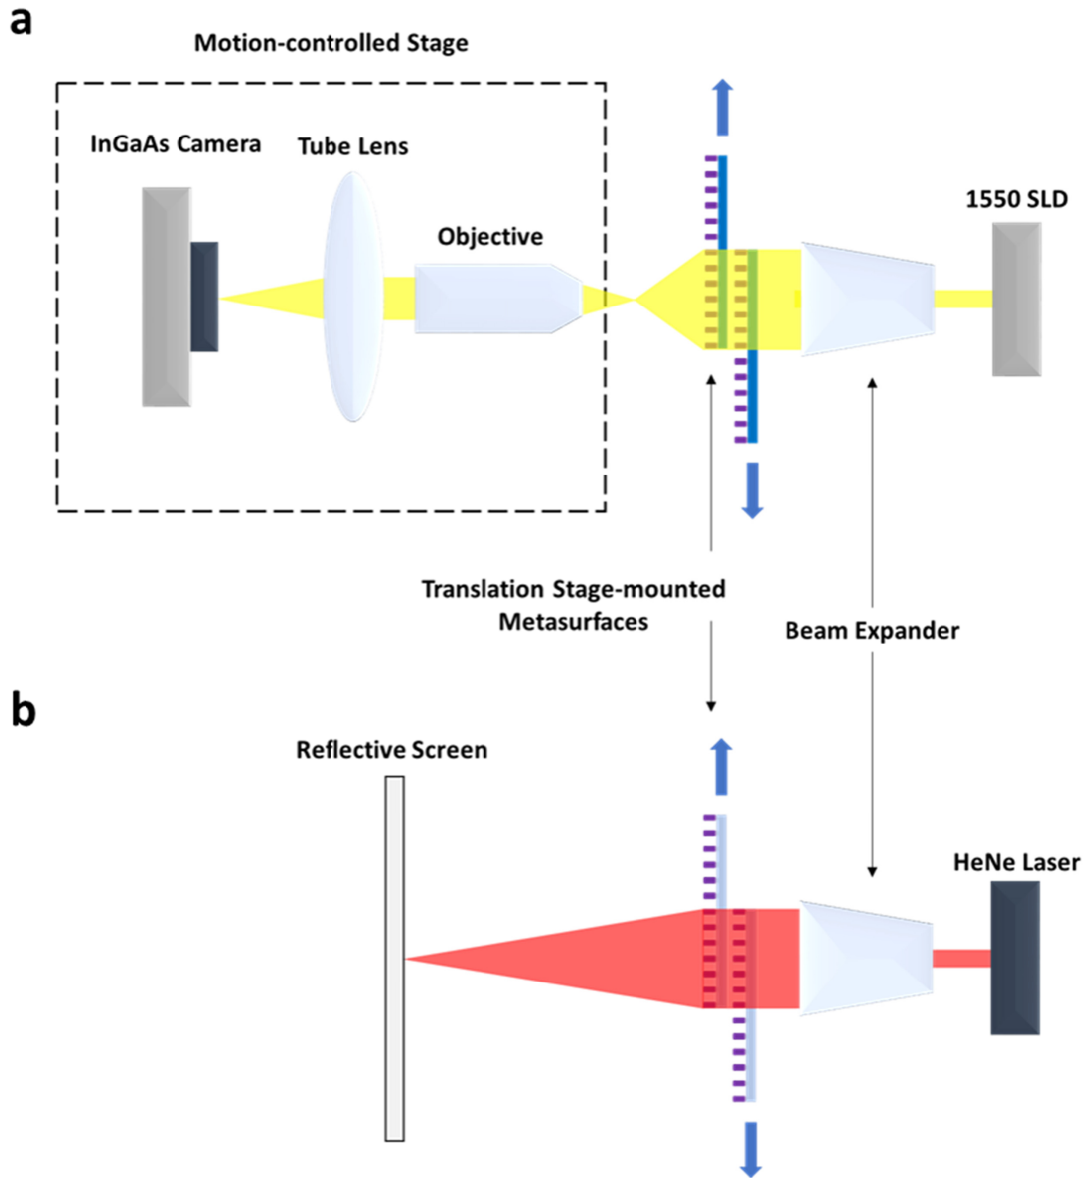 a
Motion-controlled Stage
InGaAs Camera
Tube Lens
Objective
1550 SLD
Translation Stage-mounted
Metasurfaces
Beam Expander
b
Reflective Screen
HeNe Laser